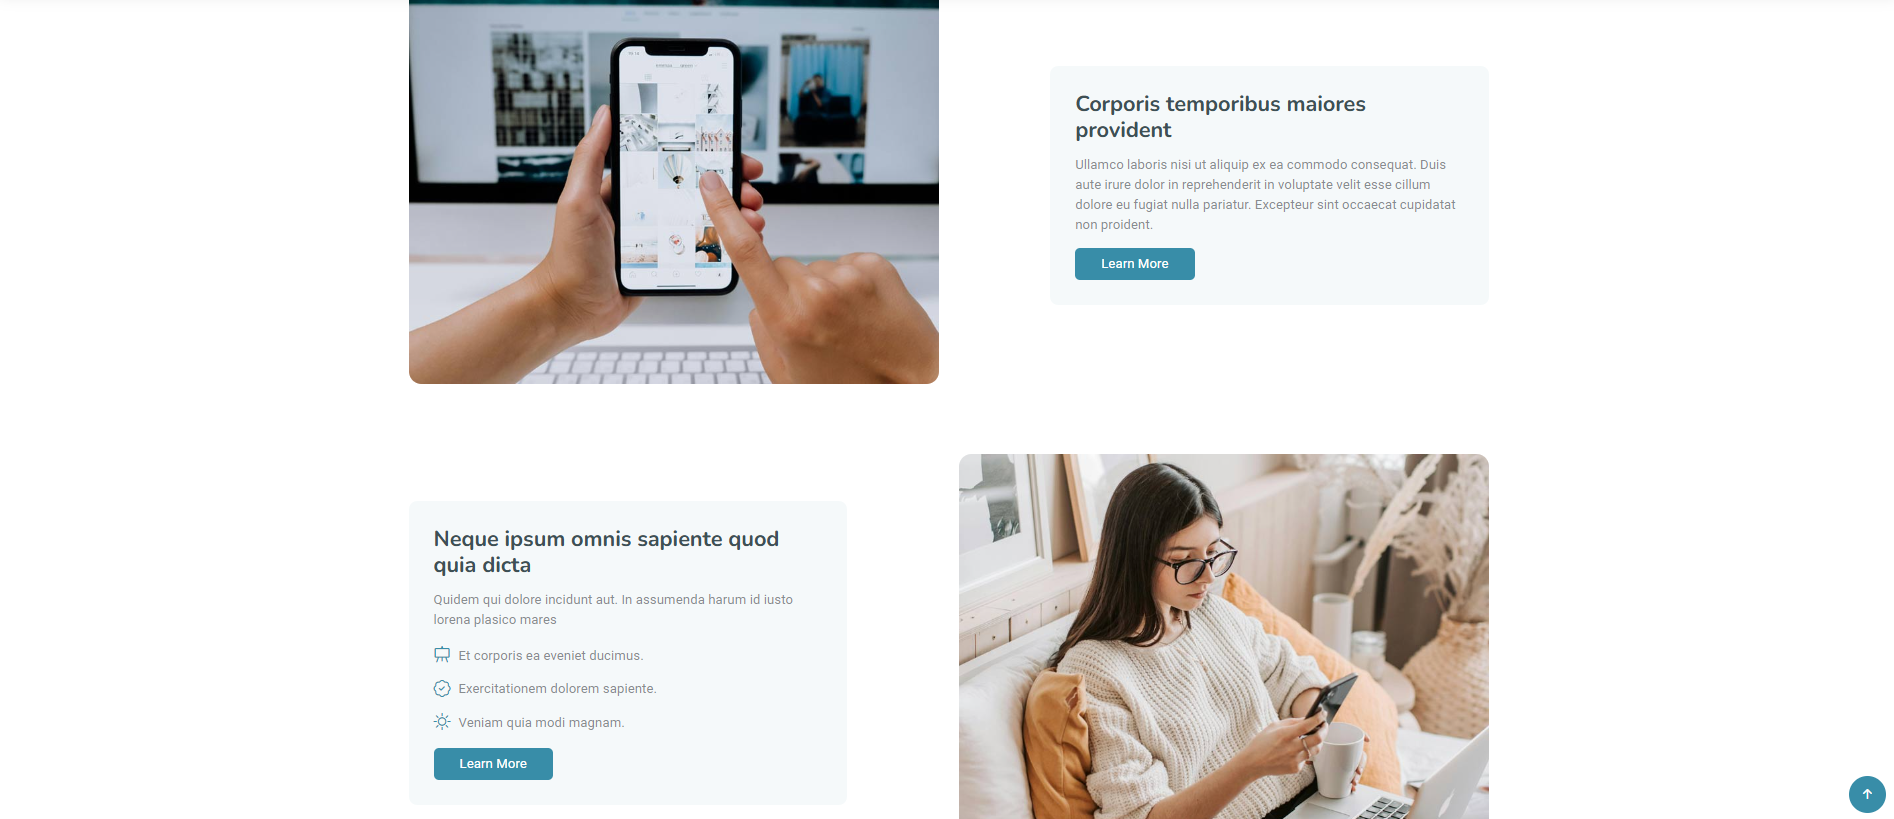 Corporis temporibus maiores
provident
Ullamco laboris nisi ut aliquip ex ea commodo consequat. Duis
aute irure dolor in reprehenderit in voluptate velit esse cillum
dolore eu fugiat nulla pariatur. Excepteur sint occaecat cupidatat
non proident.
Learn More
Neque ipsum omnis sapiente quod
quia dicta
Quidem qui dolore incidunt aut. In assumenda harum id iusto
lorena plasico mares
Et corporis ea eveniet ducimus.
Exercitationem dolorem sapiente.
Veniam quia modi magnam.
Learn More